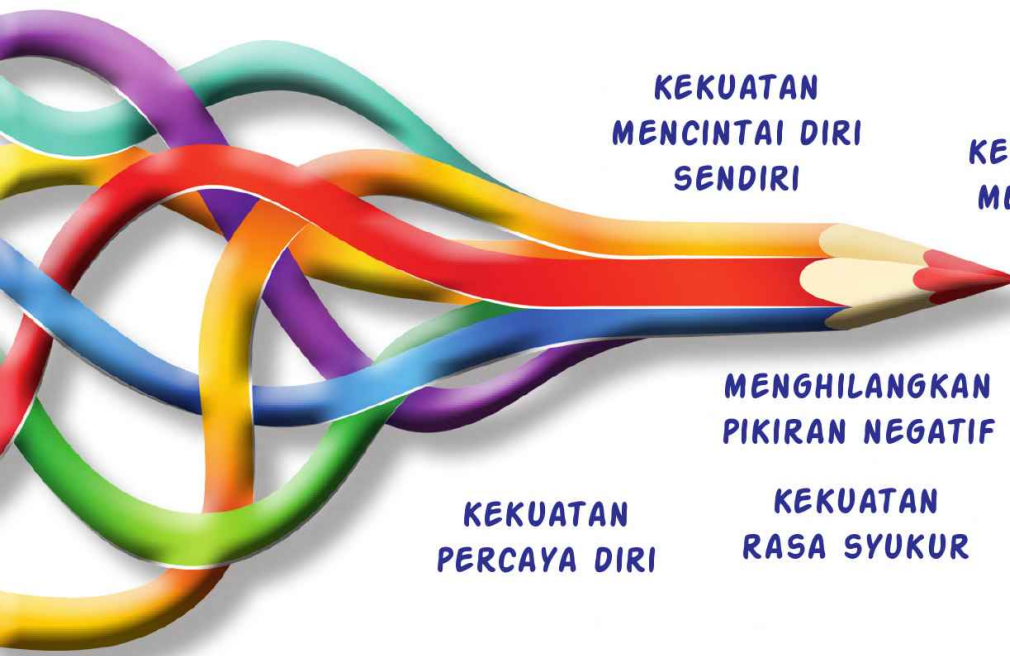 KEKUATAN
MENCINTAI DIRI
SENDIRI
MENGHILANGKAN
PIKIRAN NEGATIF
KEKUATAN
PERCAYA DIRI
KEKUATAN
RASA SYUKUR